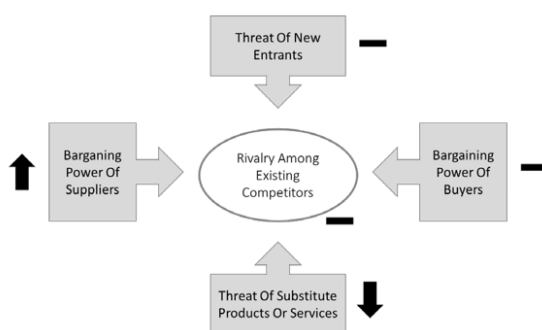 Threat Of New
Entrants
Barganing
Power Of
Suppliers
Rivalry Among
Existing
Competitors
Bargaining
Power Of
Buyers
Threat Of Substitute
Products Or Services